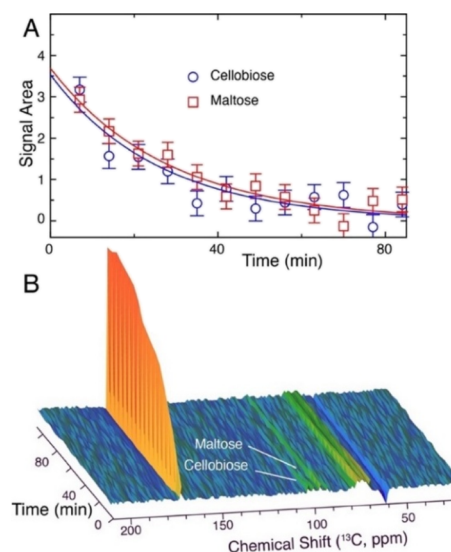 A
4
3
2
1
0
Signal Area
Cellobiose
Maltose
0 40 80
Time (min)
B
Maltose
Cellobiose
80
40
0
Time (min)
200 150 100 50
Chemical Shift (¹³C, ppm)